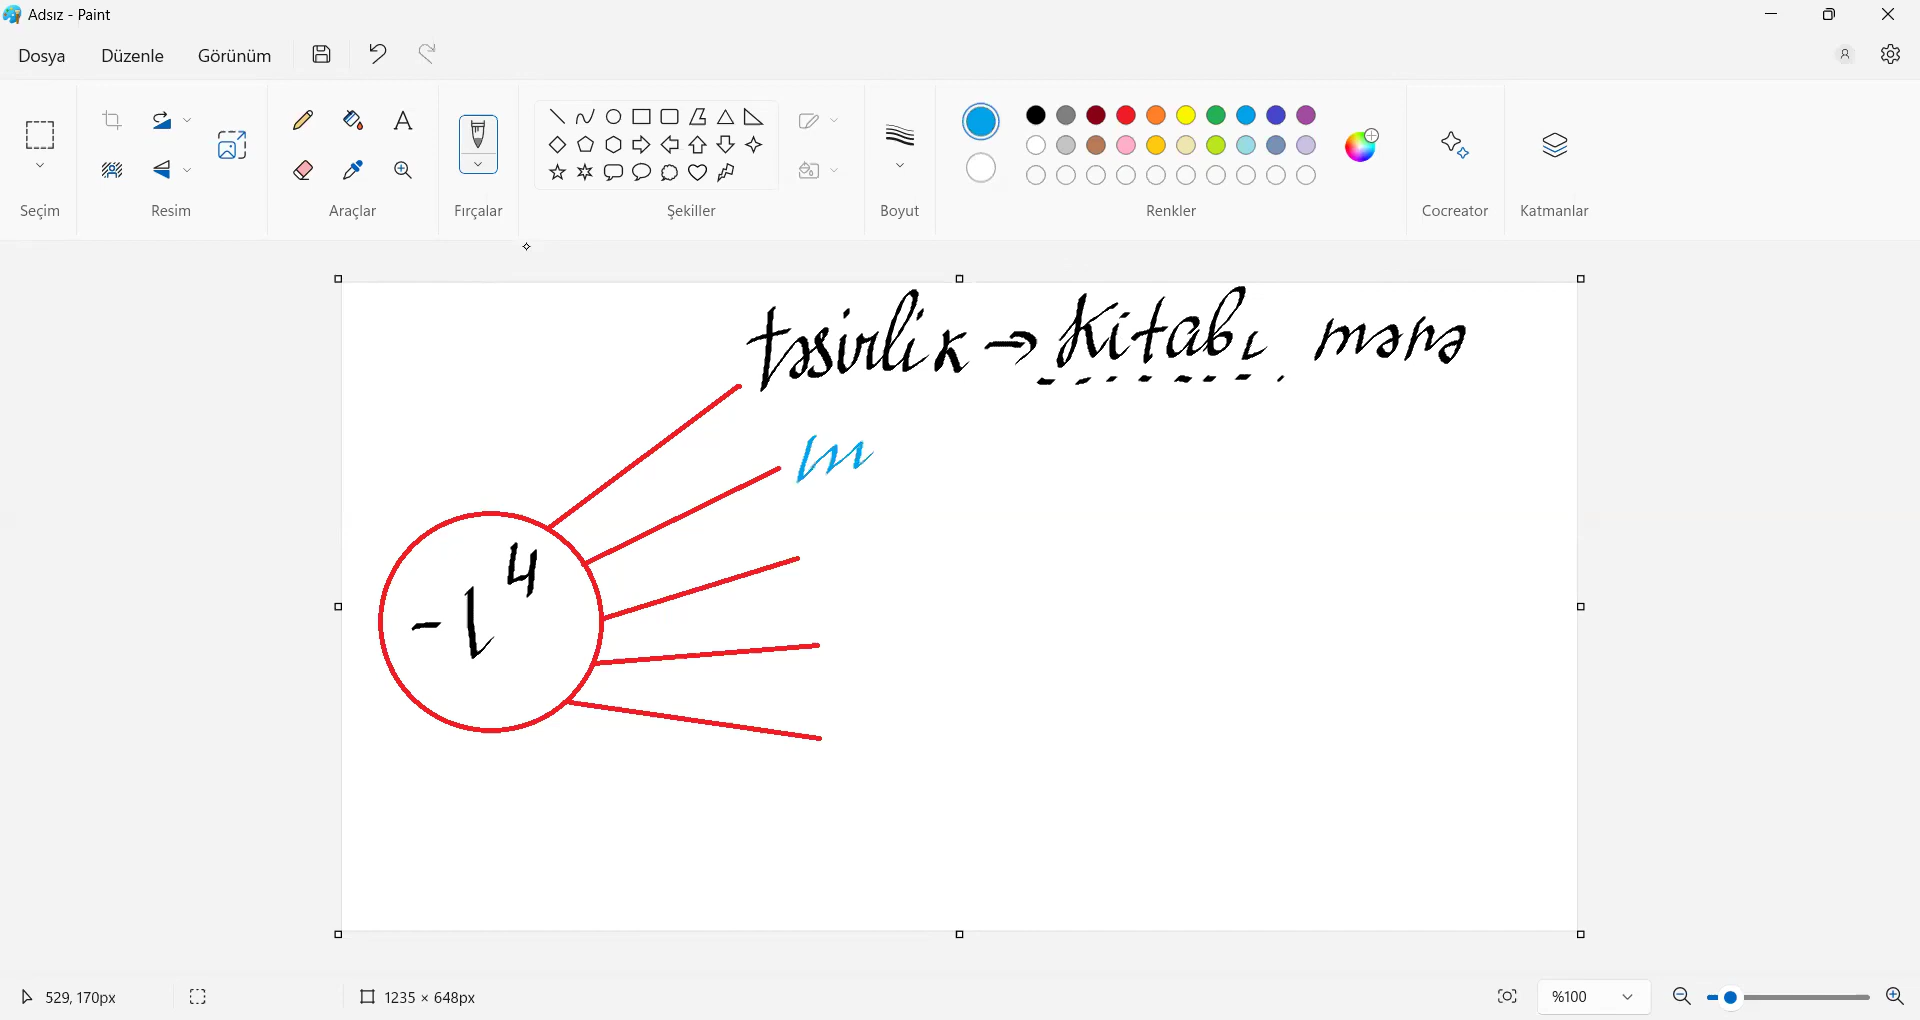 Adsız - Paint
Dosya Düzenle Görünüm
Seçim Resim Araçlar Fırçalar Şekiller Boyut Renkler Cocreator Katmanlar
təsirlik → Kitabı mənə
m
-ı⁴
529, 170px 1235 × 648px %100